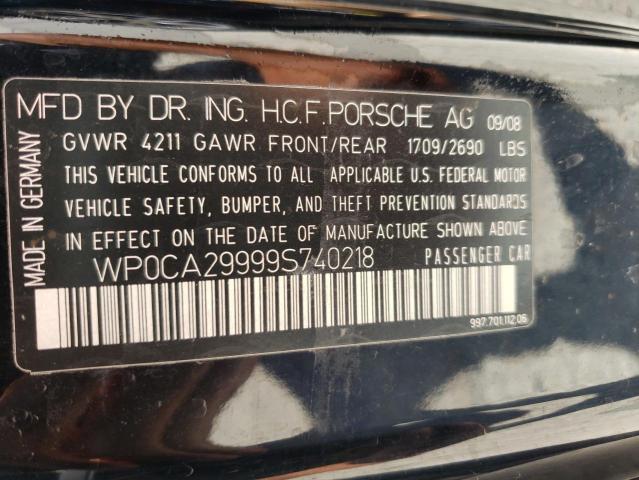 MFD BY DR. ING. H.C.F. PORSCHE AG 09/08
GVWR 4211 GAWR FRONT/REAR 1709/2690 LBS
THIS VEHICLE CONFORMS TO ALL APPLICABLE U.S. FEDERAL MOTOR
VEHICLE SAFETY, BUMPER, AND THEFT PREVENTION STANDARDS
IN EFFECT ON THE DATE OF MANUFACTURE SHOWN ABOVE
WP0CA29999S740218 PASSENGER CAR
997.701.112.06
MADE IN GERMANY